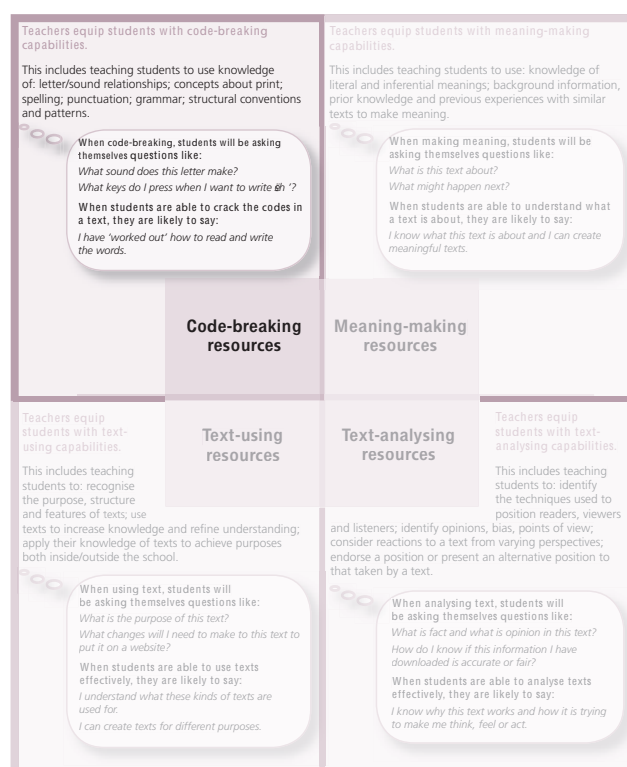 Teachers equip students with code-breaking
capabilities.
This includes teaching students to use knowledge
of: letter/sound relationships; concepts about print;
spelling; punctuation; grammar; structural conventions
and patterns.
When code-breaking, students will be asking
themselves questions like:
What sound does this letter make?
What keys do I press when I want to write ‘?
When students are able to crack the codes in
a text, they are likely to say:
I have ‘worked out’ how to read and write
the words.
Teachers equip students with meaning-making
capabilities.
This includes teaching students to use: knowledge of
literal and inferential meanings; background information,
prior knowledge and previous experiences with similar
texts to make meaning.
When making meaning, students will be
asking themselves questions like:
What is this text about?
What might happen next?
When students are able to understand what
a text is about, they are likely to say:
I know what this text is about and I can create
meaningful texts.
Code-breaking
resources
Meaning-making
resources
Text-using
resources
Text-analysing
resources
Teachers equip
students with text-
using capabilities.
This includes teaching
students to: recognise
the purpose, structure
and features of texts; use
texts to increase knowledge and refine understanding;
apply their knowledge of texts to achieve purposes
both inside/outside the school.
When using text, students will
be asking themselves questions like:
What is the purpose of this text?
What changes will I need to make to this text to
put it on a website?
When students are able to use texts
effectively, they are likely to say:
I understand what these kinds of texts are
used for.
I can create texts for different purposes.
Teachers equip
students with text-
analysing capabilities.
This includes teaching
students to: identify
the techniques used to
position readers, viewers
and listeners; identify opinions, bias, points of view;
consider reactions to a text from varying perspectives;
endorse a position or present an alternative position to
that taken by a text.
When analysing text, students will
be asking themselves questions like:
What is fact and what is opinion in this text?
How do I know if this information I have
downloaded is accurate or fair?
When students are able to analyse texts
effectively, they are likely to say:
I know why this text works and how it is trying
to make me think, feel or act.